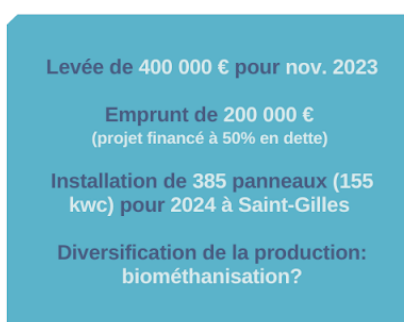 Levée de 400 000 € pour nov. 2023
Emprunt de 200 000 €
(projet financé à 50% en dette)
Installation de 385 panneaux (155
kwc) pour 2024 à Saint-Gilles
Diversification de la production:
biométhanisation?